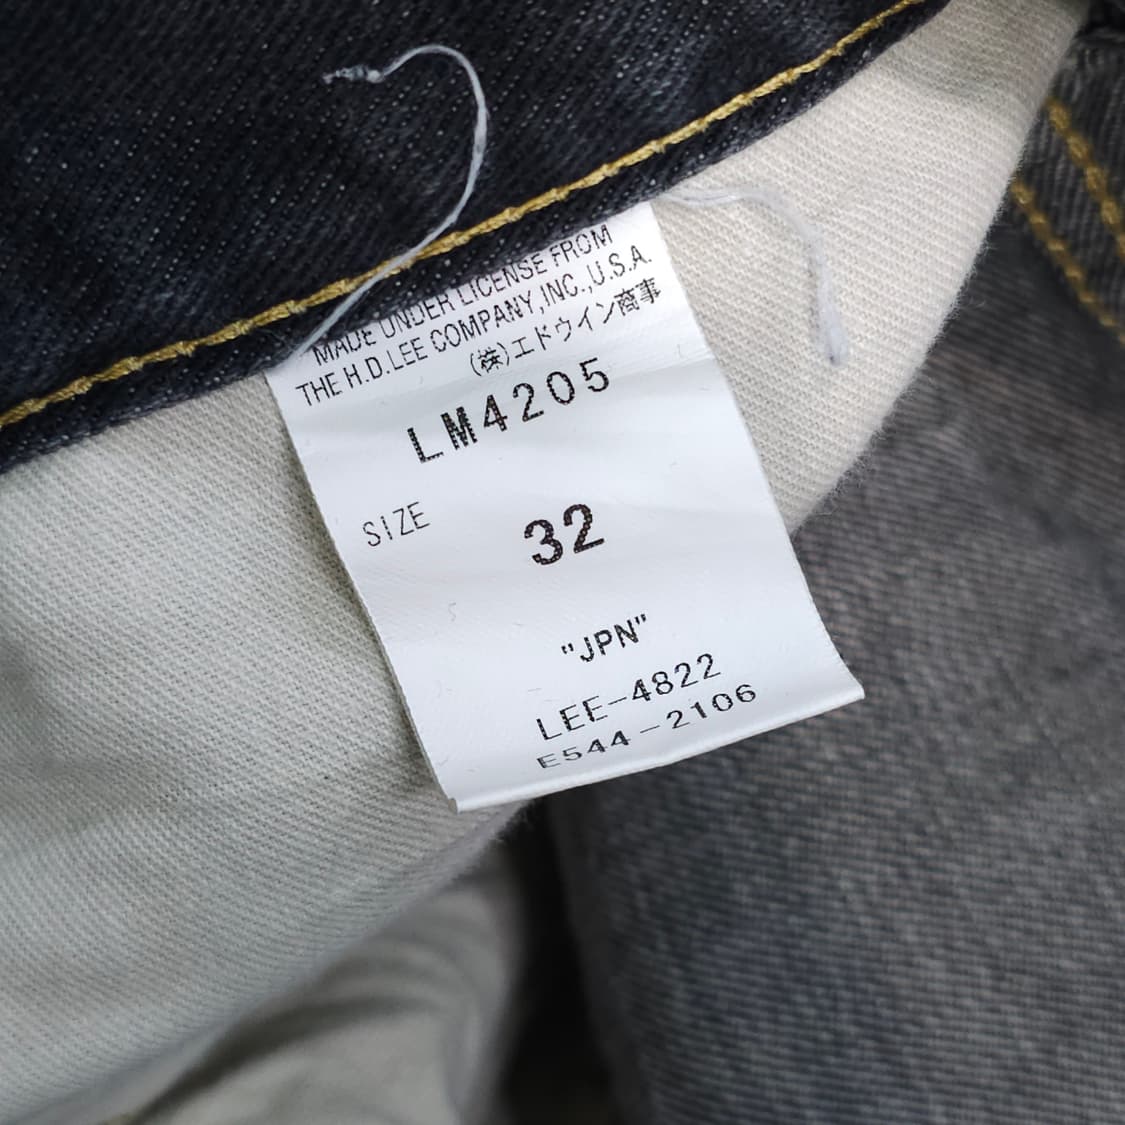 MADE UNDER LICENSE FROM
THE H.D.LEE COMPANY,INC.,U.S.A.
(株)エドウイン商事
LM4205
SIZE 32
"JPN"
LEE-4822
E544-2106